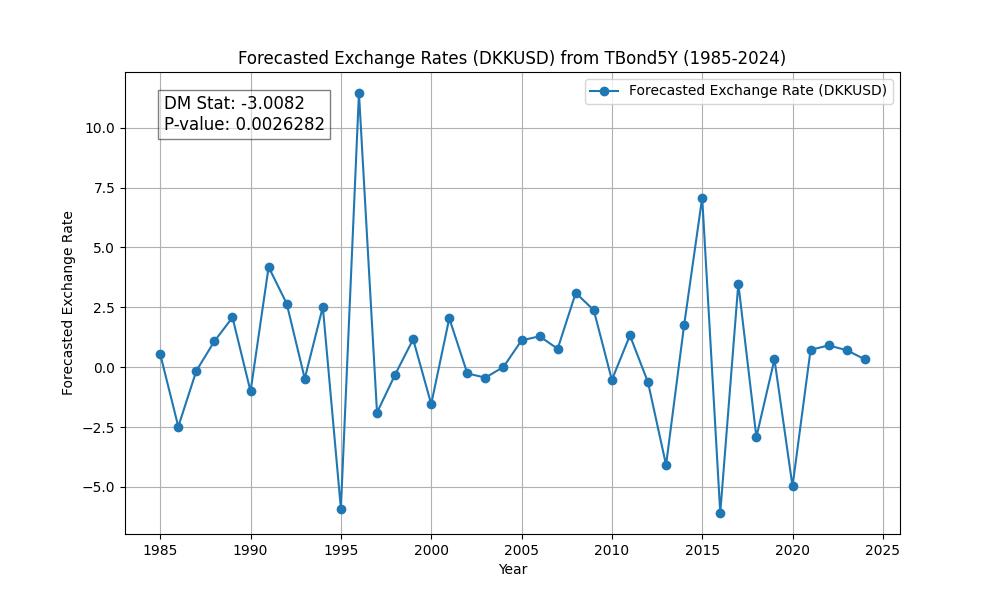 Forecasted Exchange Rates (DKKUSD) from TBond5Y (1985-2024)
DM Stat: -3.0082
P-value: 0.0026282
Forecasted Exchange Rate (DKKUSD)
Forecasted Exchange Rate
10.0
7.5
5.0
2.5
0.0
−2.5
−5.0
1985 1990 1995 2000 2005 2010 2015 2020 2025
Year